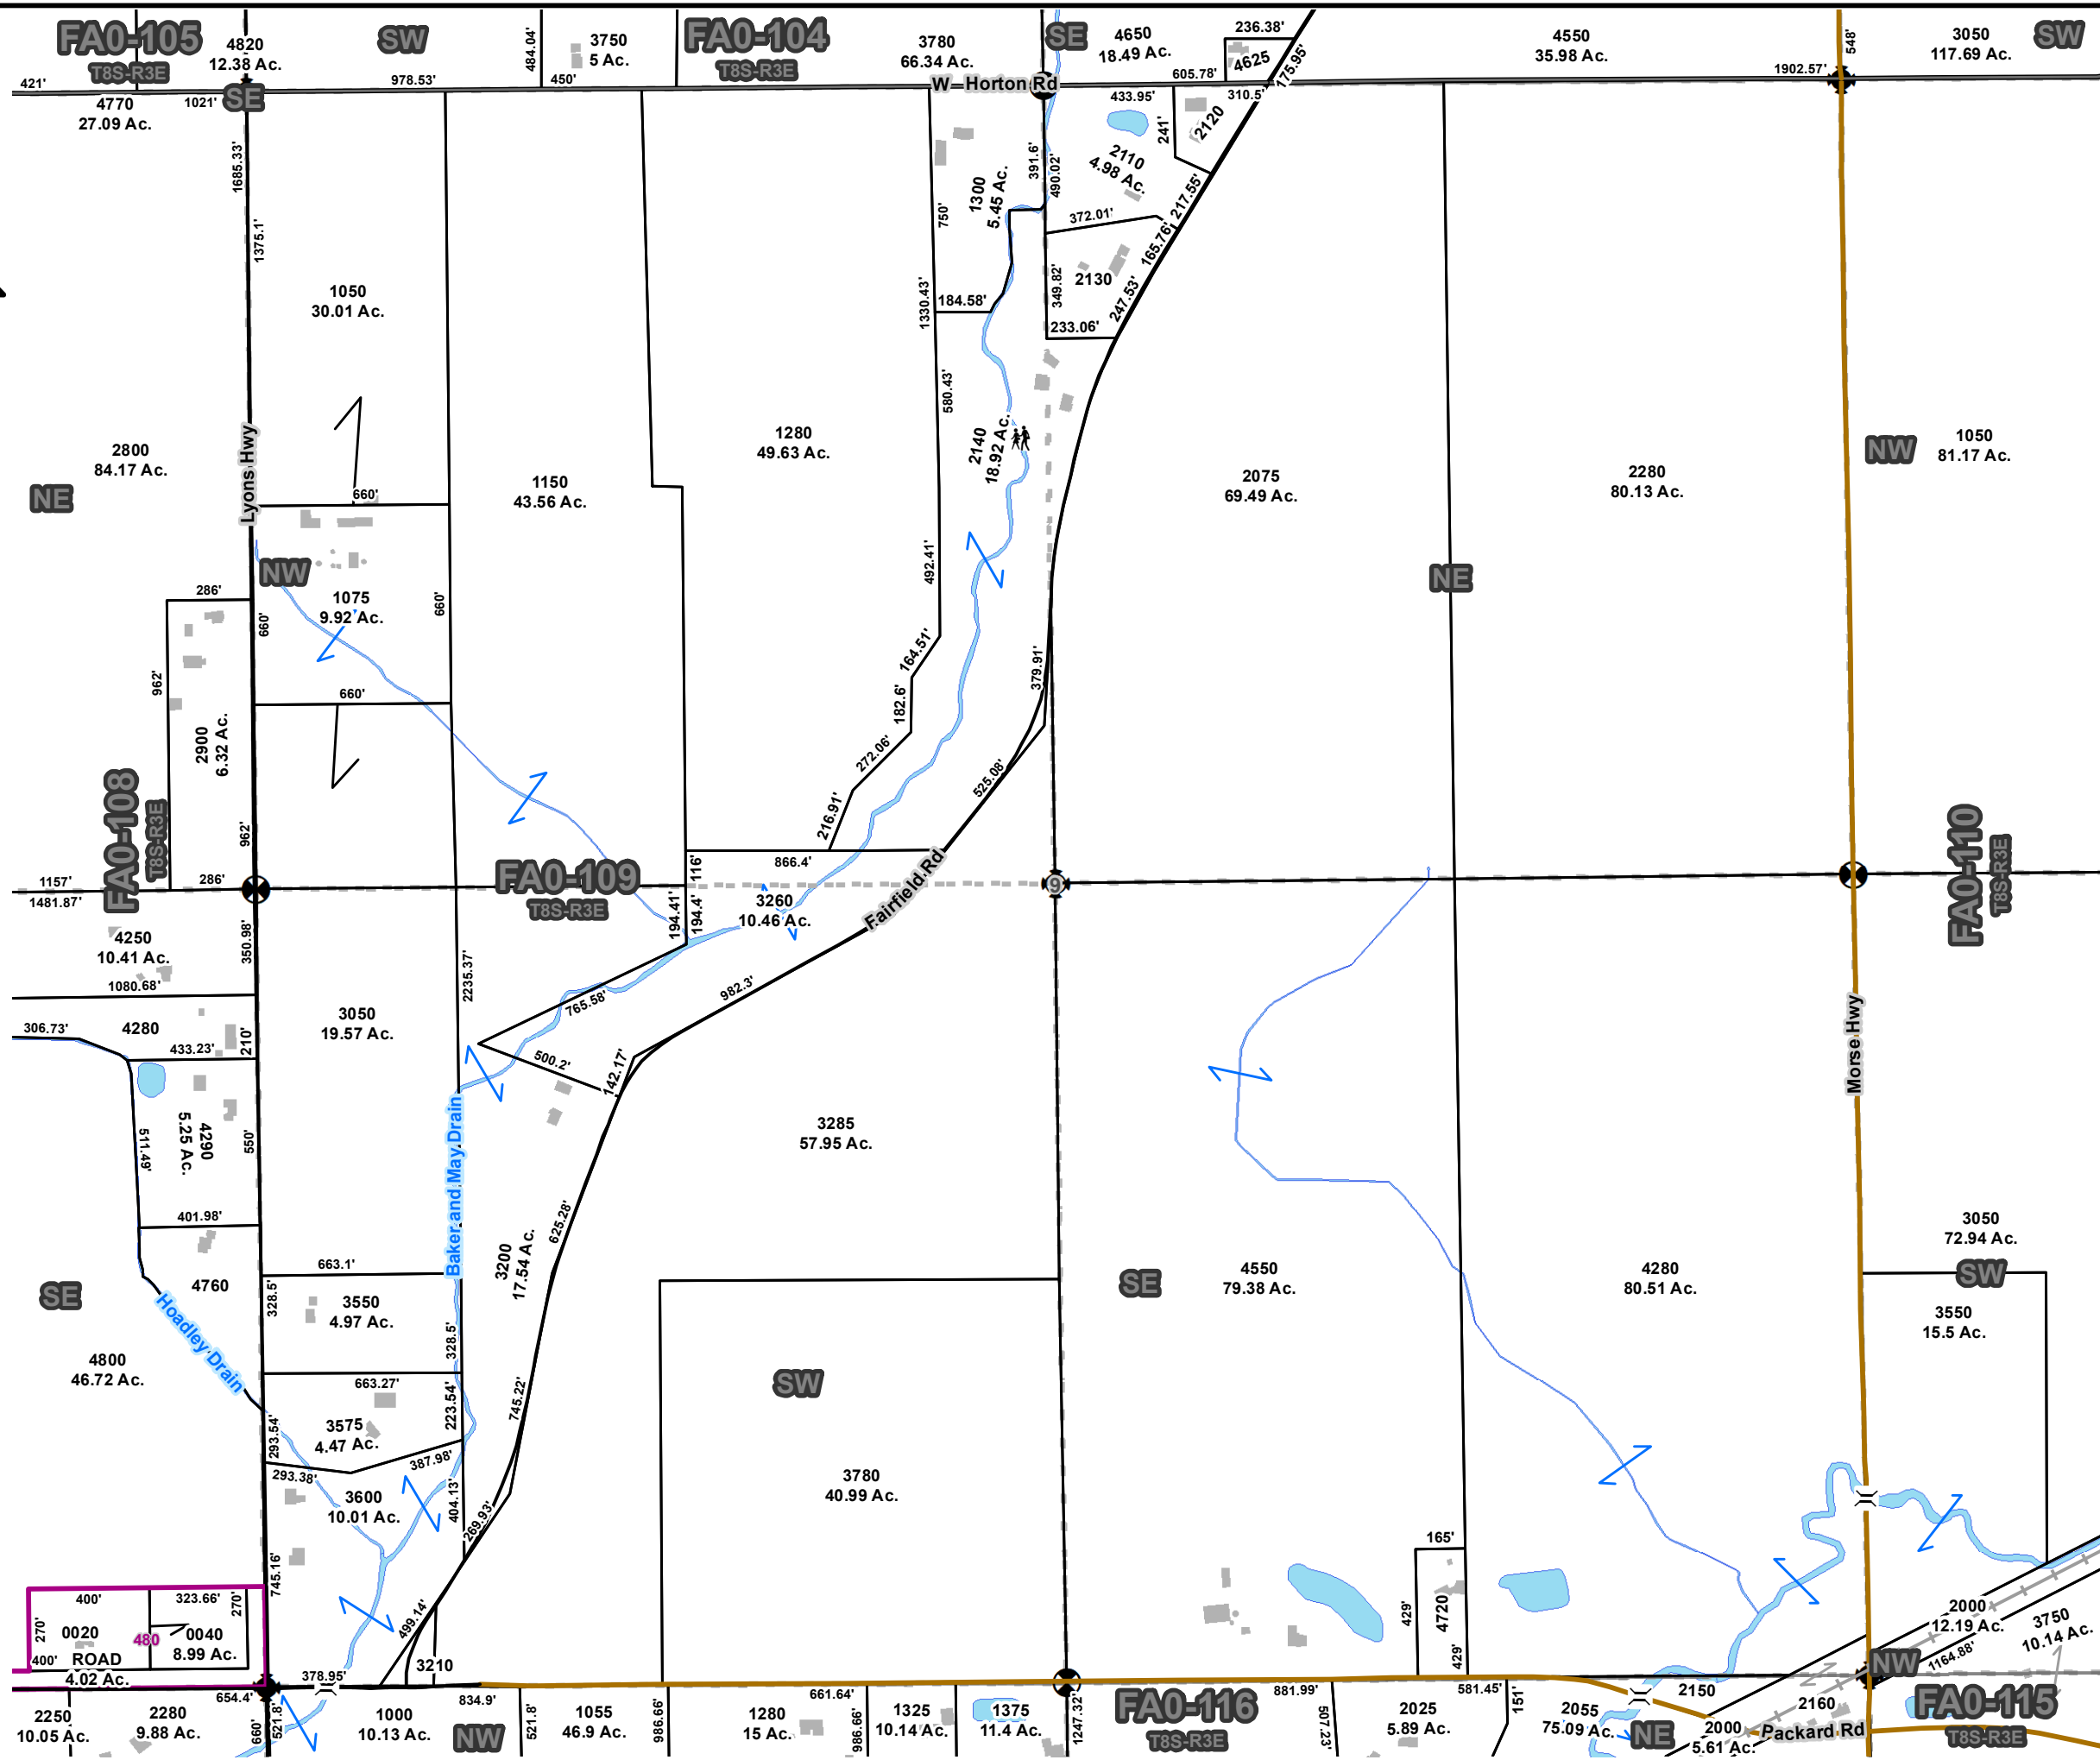 FA0-105
T8S-R3E
4820
12.38 Ac.
SW
484.04'
3750
5 Ac.
FA0-104
T8S-R3E
3780
66.34 Ac.
SE
4650
18.49 Ac.
236.38'
4625
175.95'
4550
35.98 Ac.
548'
3050
117.69 Ac.
SW
421'
4770
27.09 Ac.
1021'
SE
978.53'
450'
W Horton Rd
605.78'
1902.57'
433.95'
310.5'
241'
2120
2110
4.98 Ac.
1685.33'
1375.1'
391.6'
490.02'
1300
5.45 Ac.
750'
372.01'
217.55'
165.76'
2130
349.82'
247.53'
233.06'
184.58'
1330.43'
1050
30.01 Ac.
580.43'
2800
84.17 Ac.
NE
Lyons Hwy
660'
1150
43.56 Ac.
1280
49.63 Ac.
2140
18.92 Ac.
2075
69.49 Ac.
2280
80.13 Ac.
NW
1050
81.17 Ac.
NW
492.41'
NE
286'
1075
9.92 Ac.
660'
660'
962'
660'
2900
6.32 Ac.
164.51'
182.6'
379.91'
272.06'
525.08'
216.91'
FA0-108
T8S-R3E
962'
866.4'
116'
FA0-110
T8S-R3E
1157'
1481.87'
286'
FA0-109
T8S-R3E
9
Fairfield Rd
194.41'
194.4'
3260
10.46 Ac.
4250
10.41 Ac.
350.98'
1080.68'
2235.37'
982.3'
765.58'
306.73'
4280
433.23'
210'
3050
19.57 Ac.
500.2'
142.17'
Morse Hwy
4290
5.25 Ac.
511.49'
550'
Baker and May Drain
3285
57.95 Ac.
401.98'
625.28'
3200
17.54 Ac.
3050
72.94 Ac.
663.1'
SE
4760
328.5'
3550
4.97 Ac.
328.5'
SE
4550
79.38 Ac.
4280
80.51 Ac.
SW
3550
15.5 Ac.
Hoadley Drain
4800
46.72 Ac.
663.27'
223.54'
745.22'
SW
3575
4.47 Ac.
293.54'
387.98'
293.38'
3600
10.01 Ac.
404.13'
269.93'
3780
40.99 Ac.
165'
745.16'
400'
323.66'
270'
270'
0020
480
0040
8.99 Ac.
400'
ROAD
4.02 Ac.
499.14'
3210
429'
4720
429'
2000
12.19 Ac.
3750
10.14 Ac.
1164.88'
NW
378.95'
654.4'
834.9'
661.64'
881.99'
581.45'
2250
10.05 Ac.
2280
9.88 Ac.
660'
521.8'
1000
10.13 Ac.
NW
521.8'
1055
46.9 Ac.
986.66'
1280
15 Ac.
986.66'
1325
10.14 Ac.
1375
11.4 Ac.
1247.32'
FA0-116
T8S-R3E
607.23'
2025
5.89 Ac.
151'
2055
75.09 Ac.
NE
2150
2160
2000
5.61 Ac.
Packard Rd
FA0-115
T8S-R3E